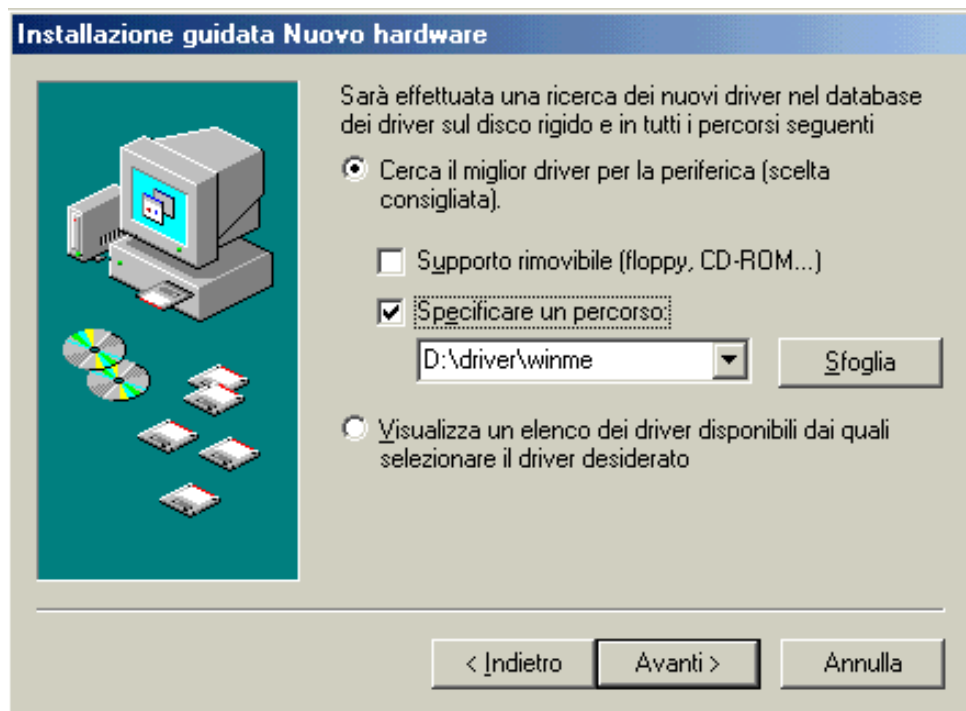 Installazione guidata Nuovo hardware
Sarà effettuata una ricerca dei nuovi driver nel database
dei driver sul disco rigido e in tutti i percorsi seguenti
Cerca il miglior driver per la periferica (scelta
consigliata).
Supporto rimovibile (floppy, CD-ROM...)
Specificare un percorso:
D:\driver\winme
Sfoglia
Visualizza un elenco dei driver disponibili dai quali
selezionare il driver desiderato
< Indietro
Avanti >
Annulla